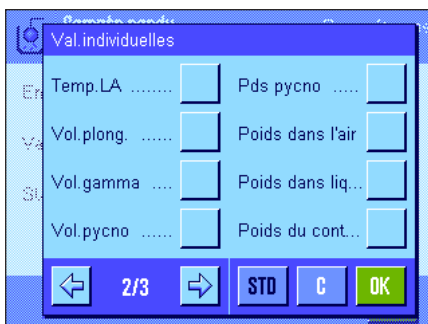 Val.individuelles
Temp.LA ........
Pds pycno .....
Vol.plong. ......
Poids dans l'air
Vol.gamma ....
Poids dans liq...
Vol.pycno ......
Poids du cont...
2/3
STD
C
OK